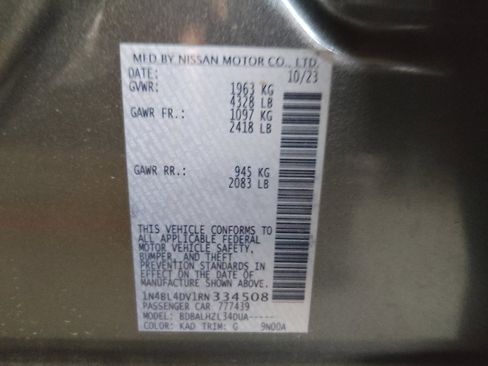 MFD BY NISSAN MOTOR CO., LTD.
DATE: 10/23
GVWR: 1963 KG
4328 LB
GAWR FR.: 1097 KG
2418 LB
GAWR RR.: 945 KG
2083 LB
THIS VEHICLE CONFORMS TO
ALL APPLICABLE FEDERAL
MOTOR VEHICLE SAFETY,
BUMPER, AND THEFT
PREVENTION STANDARDS IN
EFFECT ON THE DATE OF
MANUFACTURE SHOWN ABOVE.
1N4BL4DV1RN334508
PASSENGER CAR 777439
MODEL: BDBALHZL34DUA-----
COLOR: KAD TRIM: G 9N00A